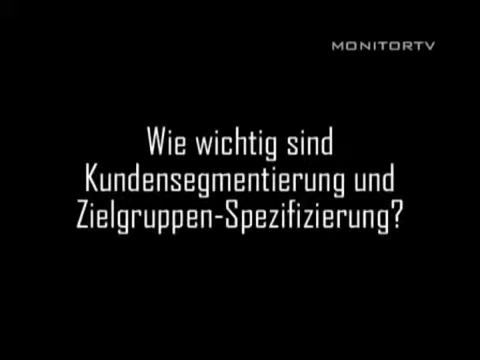 MONITORTV
Wie wichtig sind
Kundensegmentierung und
Zielgruppen-Spezifizierung?